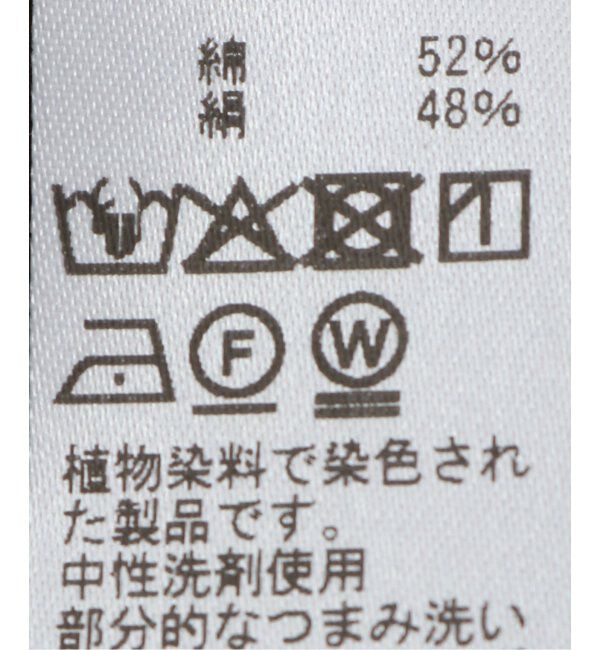 綿 52%
絹 48%
F W
植物染料で染色され
た製品です。
中性洗剤使用
部分的なつまみ洗い